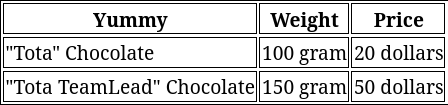 Yummy Weight Price
"Tota" Chocolate 100 gram 20 dollars
"Tota TeamLead" Chocolate 150 gram 50 dollars